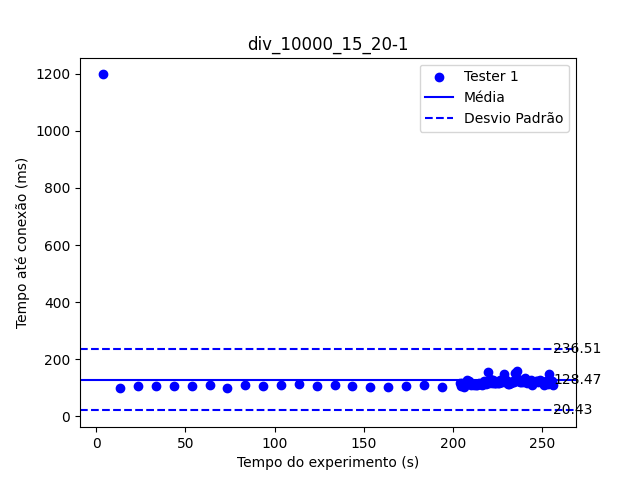 div_10000_15_20-1
Tester 1
Média
Desvio Padrão
Tempo até conexão (ms)
1200
1000
800
600
400
200
0
236.51
128.47
20.43
0
50
100
150
200
250
Tempo do experimento (s)